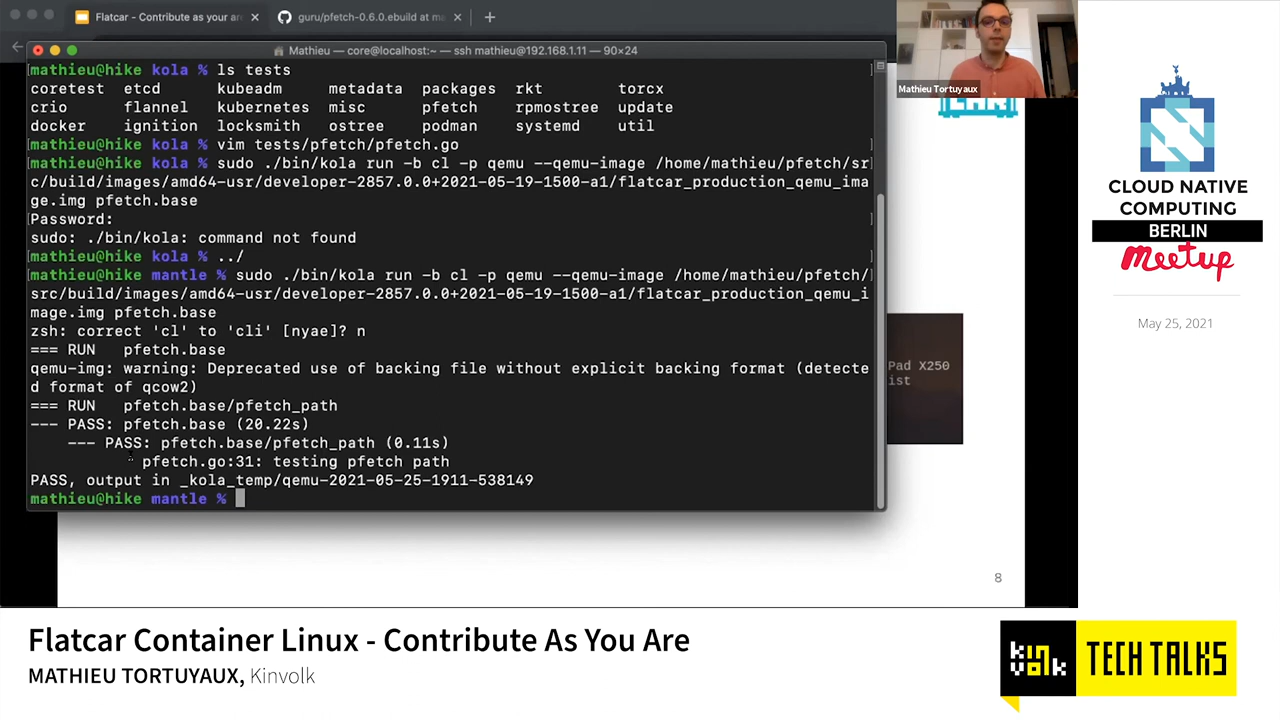 Flatcar - Contribute as your are
guru/pfetch-0.6.0.ebuild at ma
Mathieu — core@localhost:~ — ssh mathieu@192.168.1.11 — 90×24
mathieu@hike kola % ls tests
coretest etcd kubeadm metadata packages rkt torcx
crio flannel kubernetes misc pfetch rpmostree update
docker ignition locksmith ostree podman systemd util
mathieu@hike kola % vim tests/pfetch/pfetch.go
mathieu@hike kola % sudo ./bin/kola run -b cl -p qemu --qemu-image /home/mathieu/pfetch/sr
c/build/images/amd64-usr/developer-2857.0.0+2021-05-19-1500-a1/flatcar_production_qemu_ima
ge.img pfetch.base
Password:
sudo: ./bin/kola: command not found
mathieu@hike kola % ../
mathieu@hike mantle % sudo ./bin/kola run -b cl -p qemu --qemu-image /home/mathieu/pfetch/
src/build/images/amd64-usr/developer-2857.0.0+2021-05-19-1500-a1/flatcar_production_qemu_i
mage.img pfetch.base
zsh: correct 'cl' to 'cli' [nyae]? n
=== RUN pfetch.base
qemu-img: warning: Deprecated use of backing file without explicit backing format (detecte
d format of qcow2)
=== RUN pfetch.base/pfetch_path
--- PASS: pfetch.base (20.22s)
--- PASS: pfetch.base/pfetch_path (0.11s)
pfetch.go:31: testing pfetch path
PASS, output in _kola_temp/qemu-2021-05-25-1911-538149
mathieu@hike mantle %
Pad X250
ist
8
Mathieu Tortuyaux
CLOUD NATIVE
COMPUTING
BERLIN
meetup
May 25, 2021
Flatcar Container Linux - Contribute As You Are
MATHIEU TORTUYAUX, Kinvolk
kinvolk
TECH TALKS